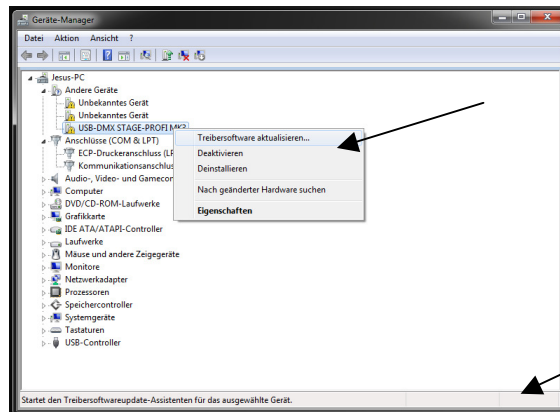 Geräte-Manager
Datei Aktion Ansicht ?
Jesus-PC
Andere Geräte
Unbekanntes Gerät
Unbekanntes Gerät
USB-DMX STAGE-PROFI MK2
Treibersoftware aktualisieren...
Anschlüsse (COM & LPT)
Deaktivieren
ECP-Druckeranschluss (LP
Deinstallieren
Kommunikationsanschlus
Audio-, Video- und Gamecon
Nach geänderter Hardware suchen
Computer
DVD/CD-ROM-Laufwerke
Eigenschaften
Grafikkarte
IDE ATA/ATAPI-Controller
Laufwerke
Mäuse und andere Zeigegeräte
Monitore
Netzwerkadapter
Prozessoren
Speichercontroller
Systemgeräte
Tastaturen
USB-Controller
Startet den Treibersoftwareupdate-Assistenten für das ausgewählte Gerät.